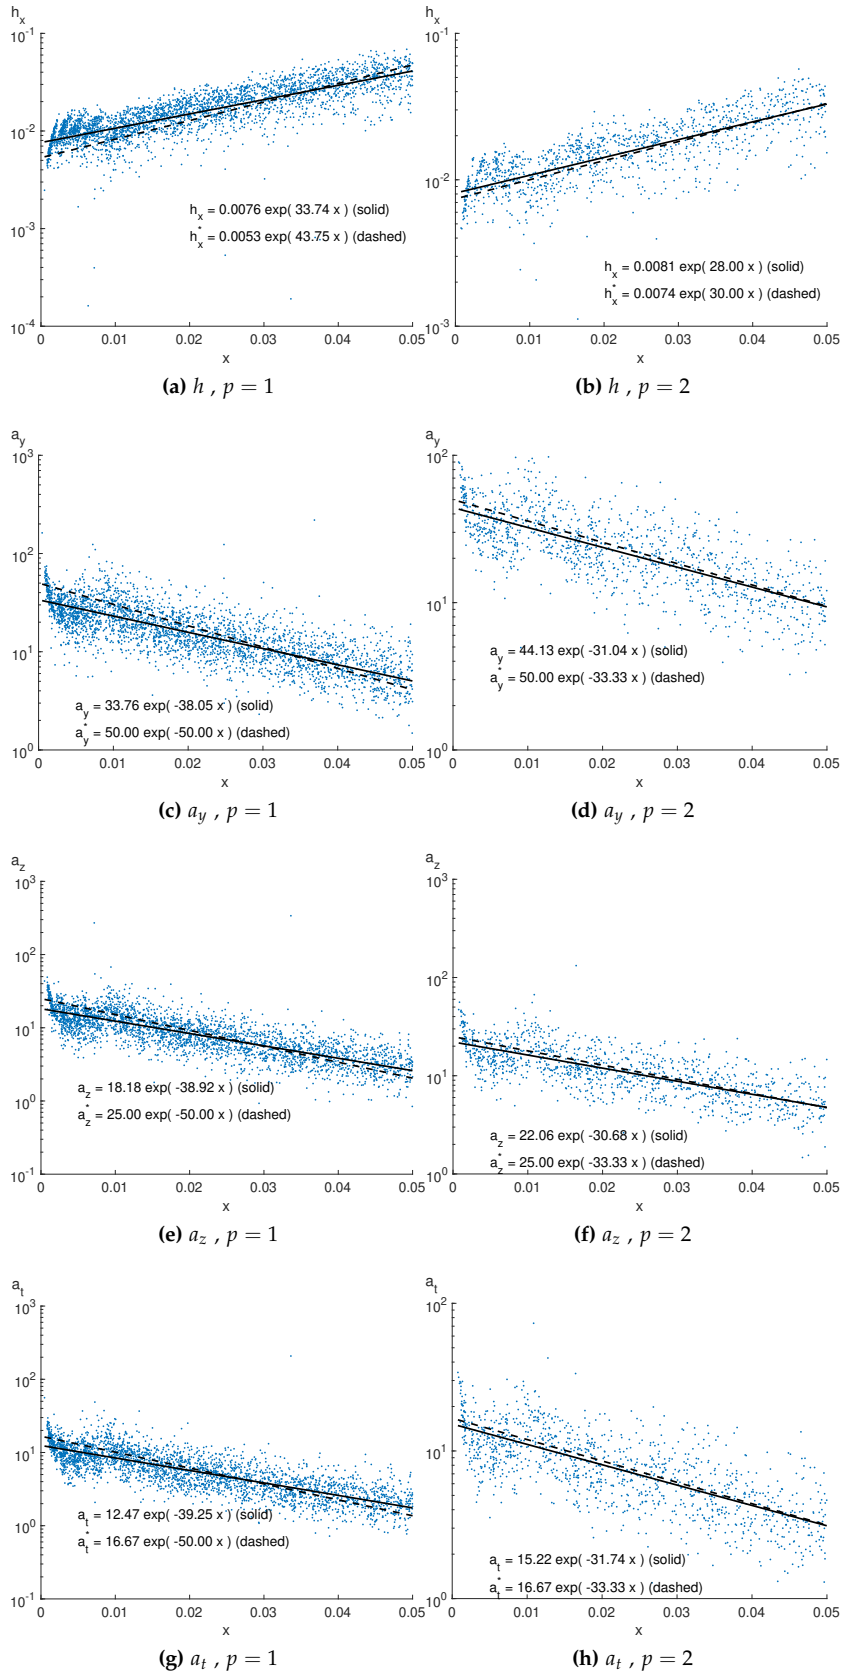 h_x
10^-1
10^-2
10^-3
10^-4
h_x = 0.0076 exp( 33.74 x ) (solid)
h_x^* = 0.0053 exp( 43.75 x ) (dashed)
0 0.01 0.02 0.03 0.04 0.05
x
(a) h , p = 1
h_x
10^-1
10^-2
10^-3
h_x = 0.0081 exp( 28.00 x ) (solid)
h_x^* = 0.0074 exp( 30.00 x ) (dashed)
0 0.01 0.02 0.03 0.04 0.05
x
(b) h , p = 2
a_y
10^3
10^2
10^1
10^0
a_y = 33.76 exp( -38.05 x ) (solid)
a_y^* = 50.00 exp( -50.00 x ) (dashed)
0 0.01 0.02 0.03 0.04 0.05
x
(c) a_y , p = 1
a_y
10^2
10^1
10^0
a_y = 44.13 exp( -31.04 x ) (solid)
a_y^* = 50.00 exp( -33.33 x ) (dashed)
0 0.01 0.02 0.03 0.04 0.05
x
(d) a_y , p = 2
a_z
10^3
10^2
10^1
10^0
10^-1
a_z = 18.18 exp( -38.92 x ) (solid)
a_z^* = 25.00 exp( -50.00 x ) (dashed)
0 0.01 0.02 0.03 0.04 0.05
x
(e) a_z , p = 1
a_z
10^3
10^2
10^1
10^0
a_z = 22.06 exp( -30.68 x ) (solid)
a_z^* = 25.00 exp( -33.33 x ) (dashed)
0 0.01 0.02 0.03 0.04 0.05
x
(f) a_z , p = 2
a_t
10^3
10^2
10^1
10^0
10^-1
a_t = 12.47 exp( -39.25 x ) (solid)
a_t^* = 16.67 exp( -50.00 x ) (dashed)
0 0.01 0.02 0.03 0.04 0.05
x
(g) a_t , p = 1
a_t
10^2
10^1
10^0
a_t = 15.22 exp( -31.74 x ) (solid)
a_t^* = 16.67 exp( -33.33 x ) (dashed)
0 0.01 0.02 0.03 0.04 0.05
x
(h) a_t , p = 2